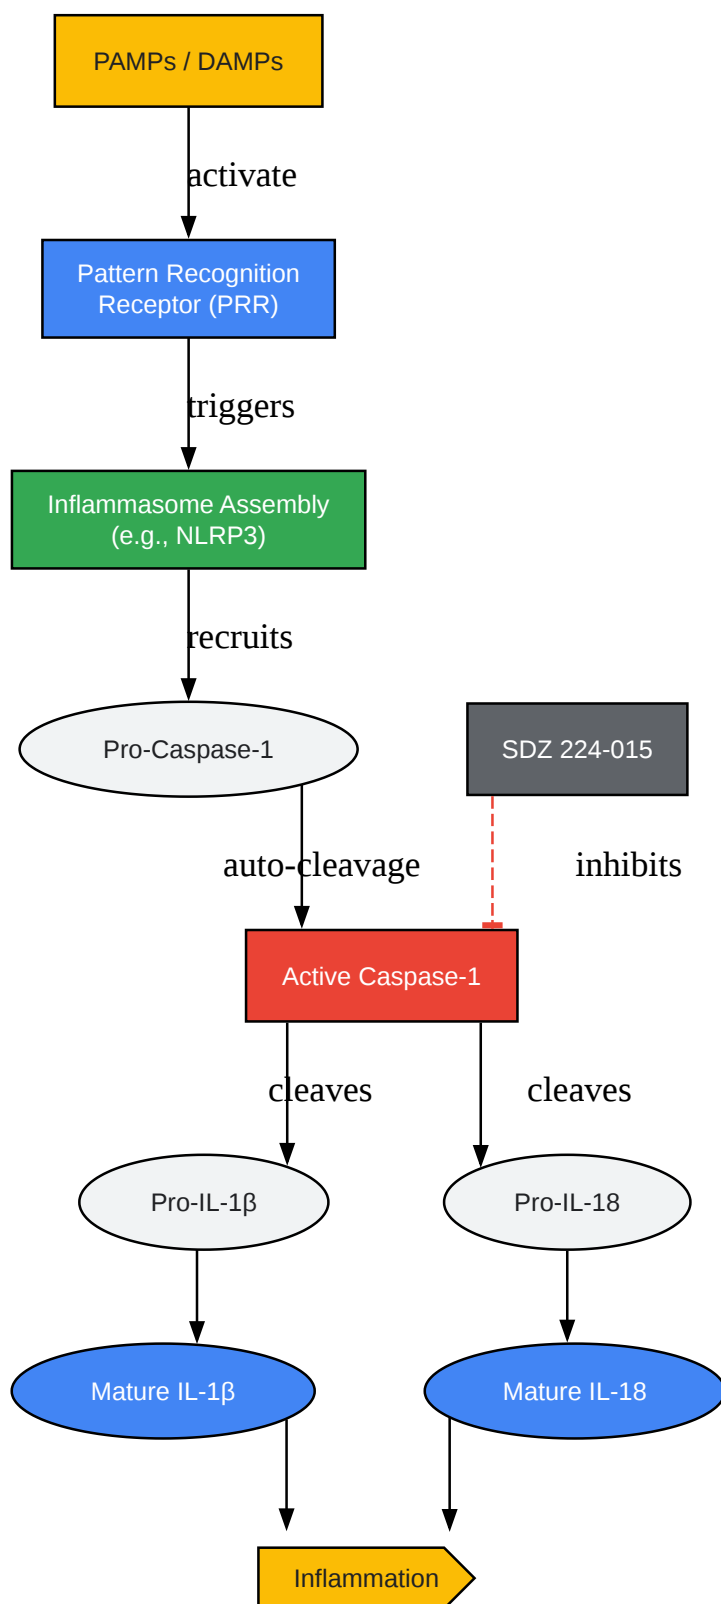 PAMPs / DAMPs
activate
Pattern Recognition
Receptor (PRR)
triggers
Inflammasome Assembly
(e.g., NLRP3)
recruits
Pro-Caspase-1
SDZ 224-015
auto-cleavage
inhibits
Active Caspase-1
cleaves
cleaves
Pro-IL-1β
Pro-IL-18
Mature IL-1β
Mature IL-18
Inflammation